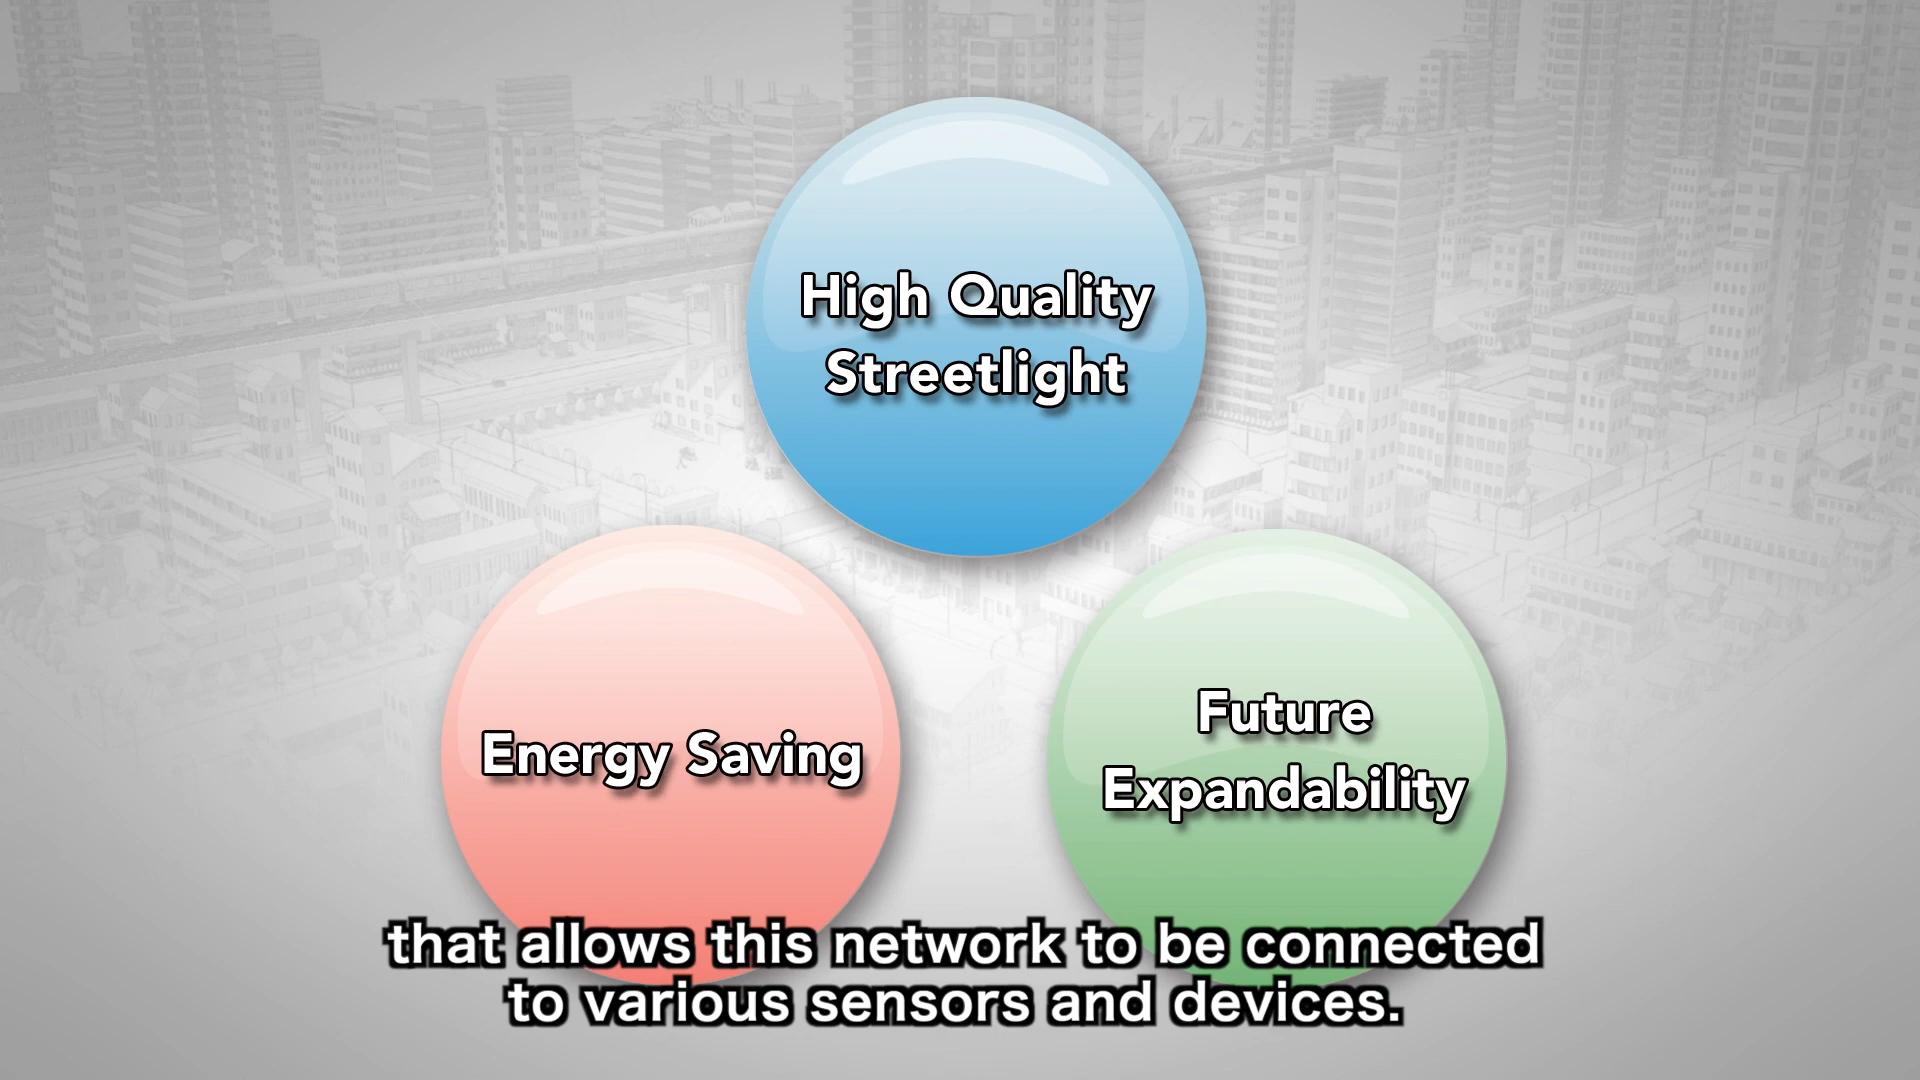 High Quality
Streetlight
Energy Saving
Future
Expandability
that allows this network to be connected
to various sensors and devices.